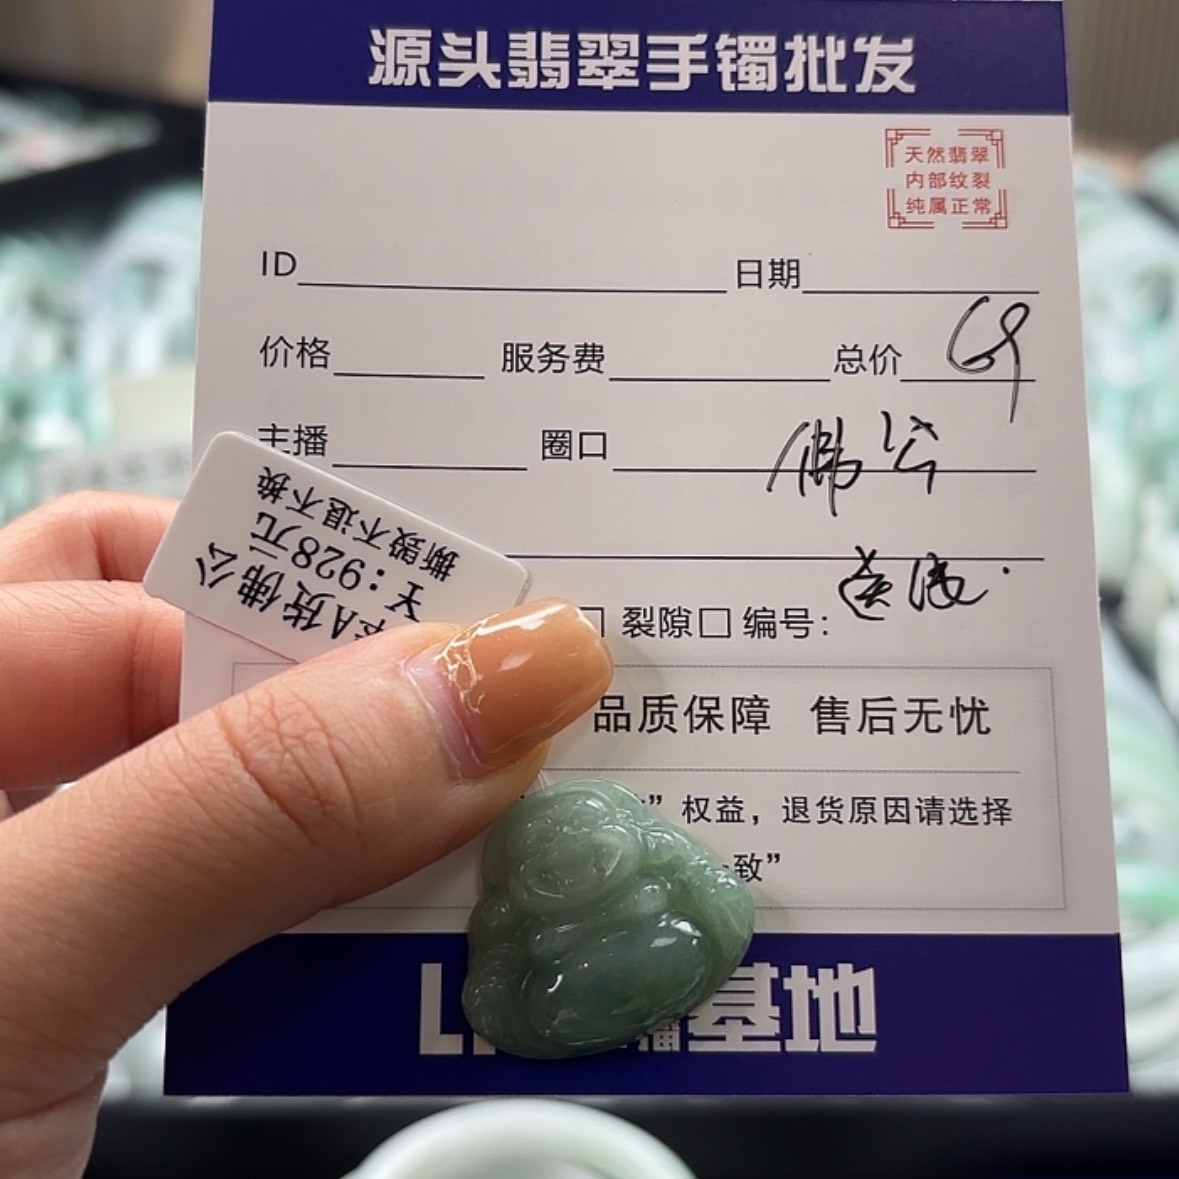 源头翡翠手镯批发
天然翡翠
内部纹裂
纯属正常
ID 日期
价格 服务费 总价 69
主播 圈口 佛公
裂隙□ 编号：
品质保障 售后无忧
”权益，退货原因请选择
致”
基地
A货佛公
￥:928元
撕毁不退不换